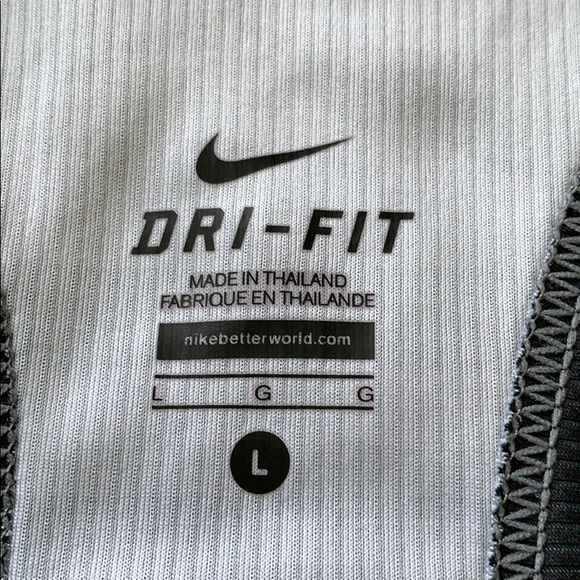 DRI-FIT
MADE IN THAILAND
FABRIQUE EN THAILANDE
nikebetterworld.com
L G G
L